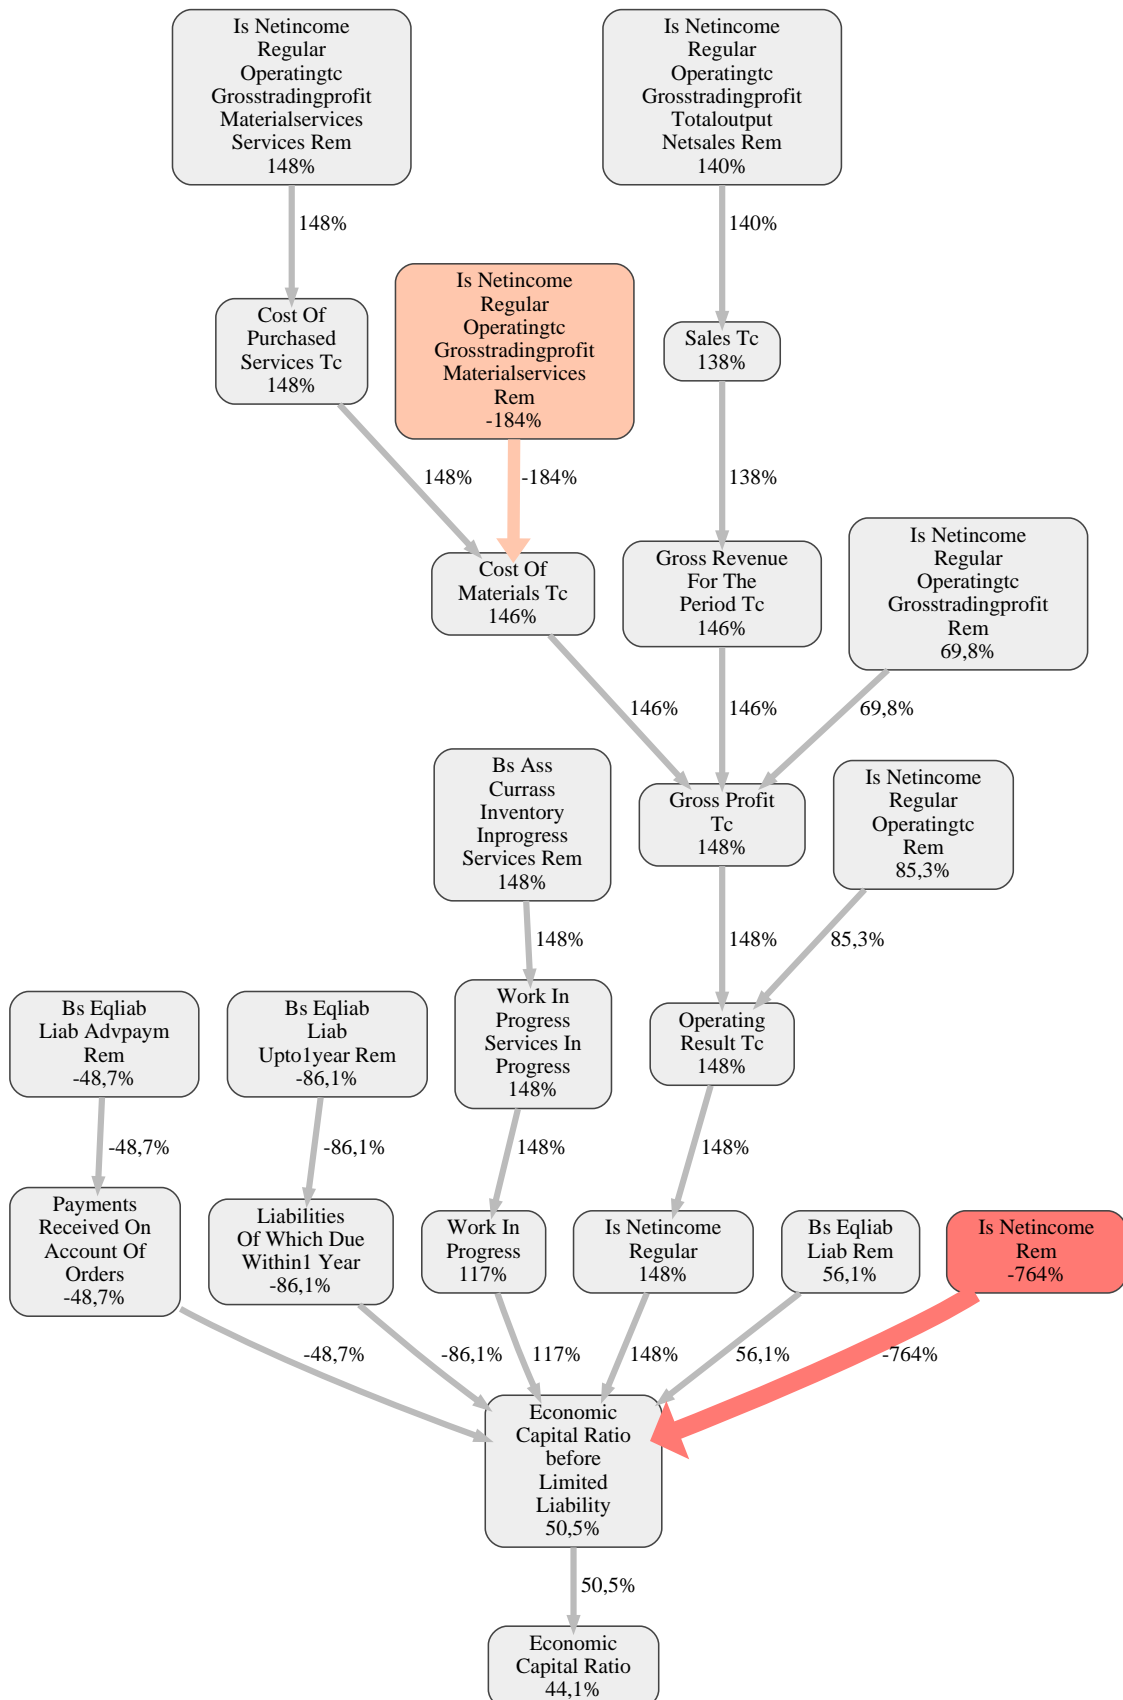 Is Netincome
Regular
Operatingtc
Grosstradingprofit
Materialservices
Services Rem
148%
Is Netincome
Regular
Operatingtc
Grosstradingprofit
Totaloutput
Netsales Rem
140%
148%
140%
Is Netincome
Regular
Operatingtc
Grosstradingprofit
Materialservices
Rem
-184%
Cost Of
Purchased
Services Tc
148%
Sales Tc
138%
148%
-184%
138%
Is Netincome
Regular
Operatingtc
Grosstradingprofit
Rem
69,8%
Cost Of
Materials Tc
146%
Gross Revenue
For The
Period Tc
146%
146%
146%
69,8%
Bs Ass
Currass
Inventory
Inprogress
Services Rem
148%
Gross Profit
Tc
148%
Is Netincome
Regular
Operatingtc
Rem
85,3%
148%
148%
85,3%
Bs Eqliab
Liab Advpaym
Rem
-48,7%
Bs Eqliab
Liab
Upto1year Rem
-86,1%
Work In
Progress
Services In
Progress
148%
Operating
Result Tc
148%
-48,7%
-86,1%
148%
148%
Payments
Received On
Account Of
Orders
-48,7%
Liabilities
Of Which Due
Within1 Year
-86,1%
Work In
Progress
117%
Is Netincome
Regular
148%
Bs Eqliab
Liab Rem
56,1%
Is Netincome
Rem
-764%
-48,7%
-86,1%
117%
148%
56,1%
-764%
Economic
Capital Ratio
before
Limited
Liability
50,5%
50,5%
Economic
Capital Ratio
44,1%